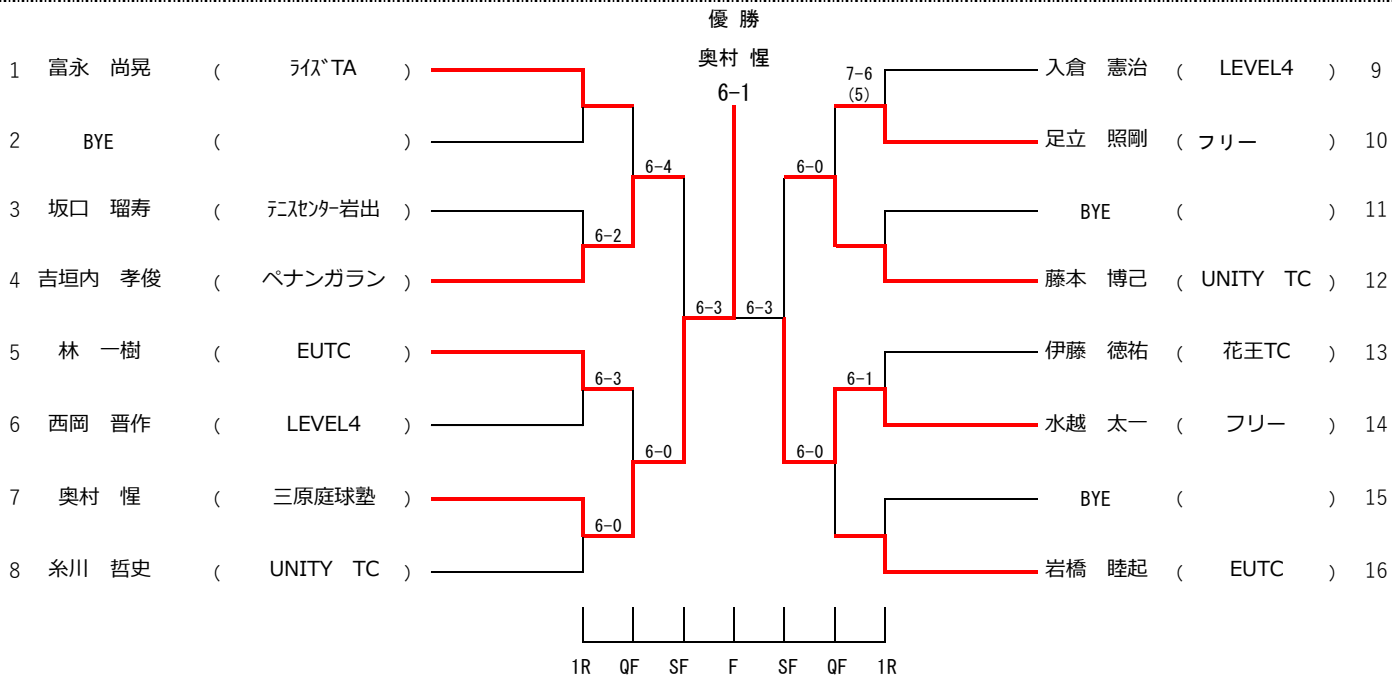 優 勝
奥村 惺
6-1
1 富永 尚晃 ( ﾗｲｽﾞTA )
2 BYE ( )
3 坂口 瑠寿 ( ﾃﾆｽｾﾝﾀｰ岩出 )
4 吉垣内 孝俊 ( ペナンガラン )
5 林 一樹 ( EUTC )
6 西岡 晋作 ( LEVEL4 )
7 奥村 惺 ( 三原庭球塾 )
8 糸川 哲史 ( UNITY TC )
6-4
6-2
6-3
6-3
6-0
6-0
6-3
7-6
(5)
6-0
6-1
6-0
入倉 憲治 ( LEVEL4 ) 9
足立 照剛 ( フリー ) 10
BYE ( ) 11
藤本 博己 ( UNITY TC ) 12
伊藤 徳祐 ( 花王TC ) 13
水越 太一 ( フリー ) 14
BYE ( ) 15
岩橋 睦起 ( EUTC ) 16
1R QF SF F SF QF 1R